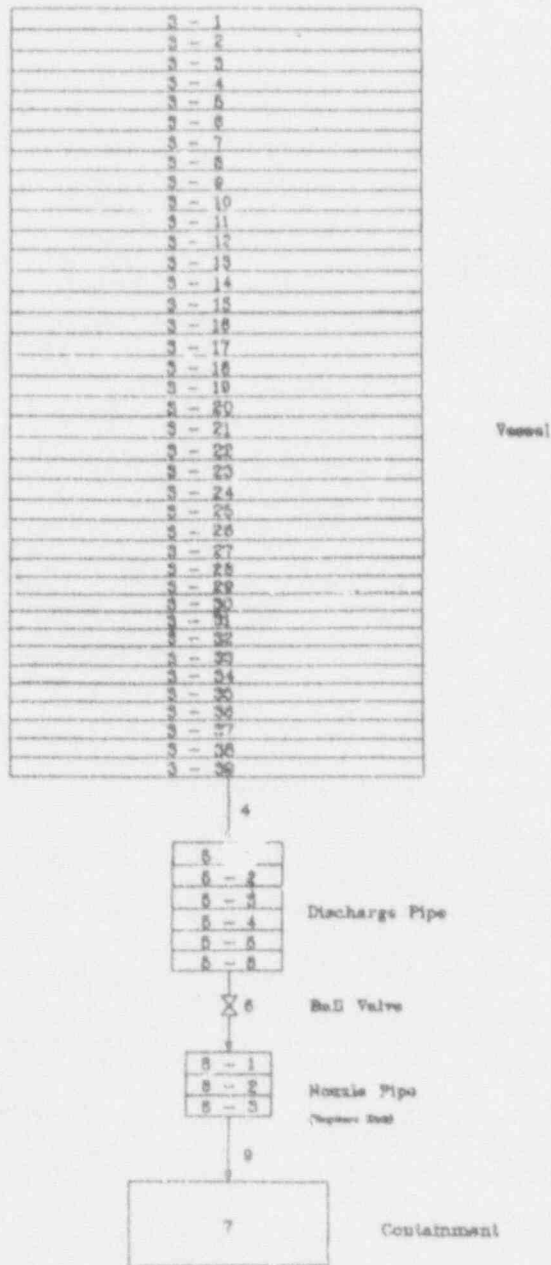 3 - 1
3 - 2
3 - 3
3 - 4
3 - 5
3 - 6
3 - 7
3 - 8
3 - 9
3 - 10
3 - 11
3 - 12
3 - 13
3 - 14
3 - 15
3 - 16
3 - 17
3 - 18
3 - 19
3 - 20
3 - 21
Vessel
3 - 22
3 - 23
3 - 24
3 - 25
3 - 26
3 - 27
3 - 28
3 - 29
3 - 30
3 - 31
3 - 32
3 - 33
3 - 34
3 - 35
3 - 36
3 - 37
3 - 38
3 - 39
4
5
5 - 2
5 - 3
5 - 4
Discharge Pipe
5 - 5
5 - 6
6
Ball Valve
8 - 1
8 - 2
Nozzle Pipe
8 - 3
9
7
Containment